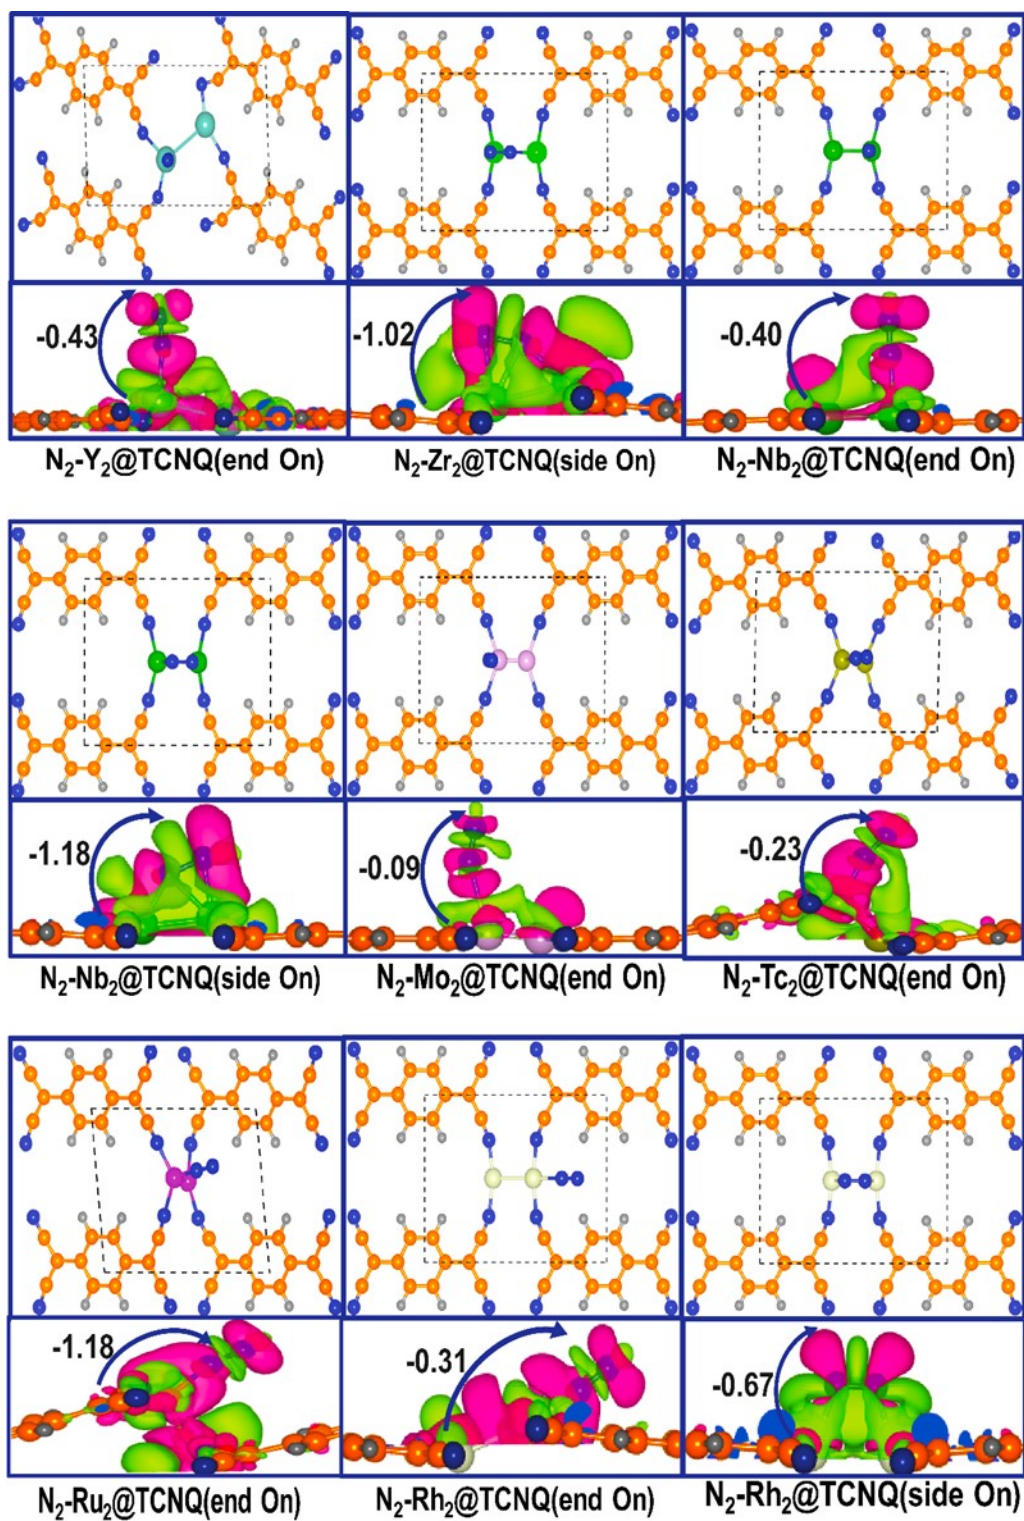 -0.43
-1.02
-0.40
N₂-Y₂@TCNQ(end On)
N₂-Zr₂@TCNQ(side On)
N₂-Nb₂@TCNQ(end On)
-1.18
-0.09
-0.23
N₂-Nb₂@TCNQ(side On)
N₂-Mo₂@TCNQ(end On)
N₂-Tc₂@TCNQ(end On)
-1.18
-0.31
-0.67
N₂-Ru₂@TCNQ(end On)
N₂-Rh₂@TCNQ(end On)
N₂-Rh₂@TCNQ(side On)